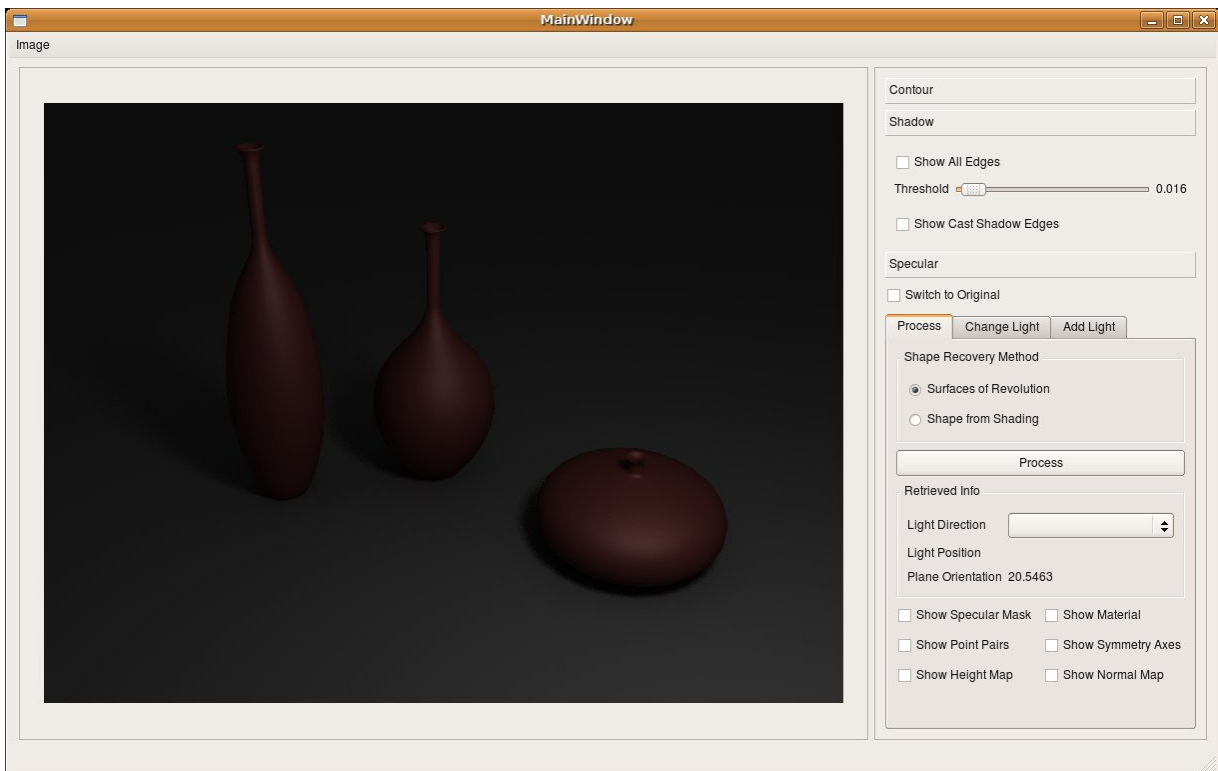 MainWindow
Image
Contour
Shadow
Show All Edges
Threshold 0.016
Show Cast Shadow Edges
Specular
Switch to Original
Process Change Light Add Light
Shape Recovery Method
Surfaces of Revolution
Shape from Shading
Process
Retrieved Info
Light Direction
Light Position
Plane Orientation 20.5463
Show Specular Mask Show Material
Show Point Pairs Show Symmetry Axes
Show Height Map Show Normal Map